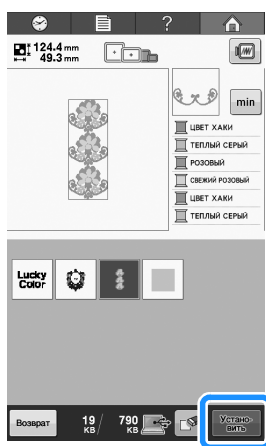 ?
124.4 mm
49.3 mm
min
ЦВЕТ ХАКИ
ТЕПЛЫЙ СЕРЫЙ
РОЗОВЫЙ
СВЕЖИЙ РОЗОВЫЙ
ЦВЕТ ХАКИ
ТЕПЛЫЙ СЕРЫЙ
Lucky
Color
Возврат
19 KB / 790 KB
Устано-
вить